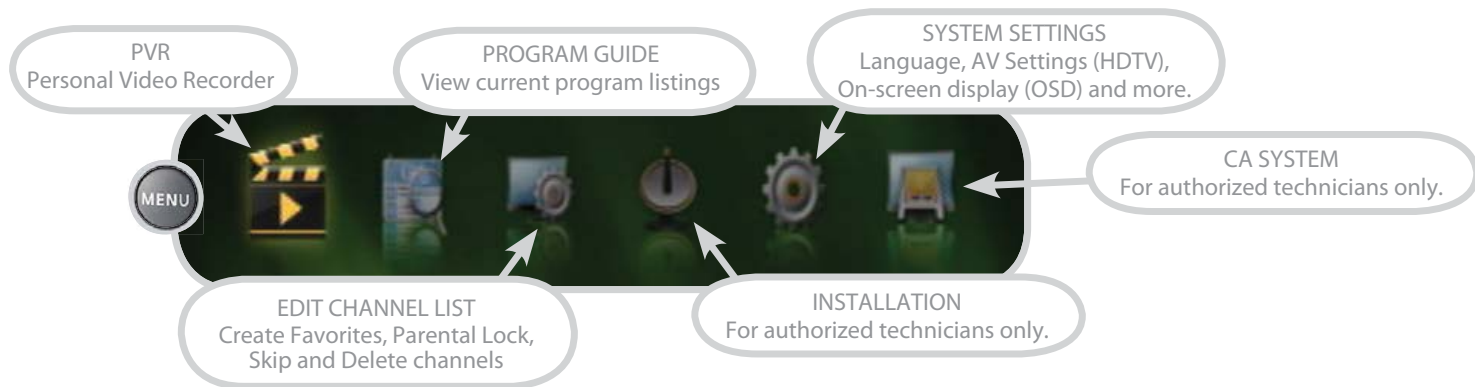 PVR
Personal Video Recorder
PROGRAM GUIDE
View current program listings
SYSTEM SETTINGS
Language, AV Settings (HDTV),
On-screen display (OSD) and more.
MENU
CA SYSTEM
For authorized technicians only.
EDIT CHANNEL LIST
Create Favorites, Parental Lock,
Skip and Delete channels
INSTALLATION
For authorized technicians only.